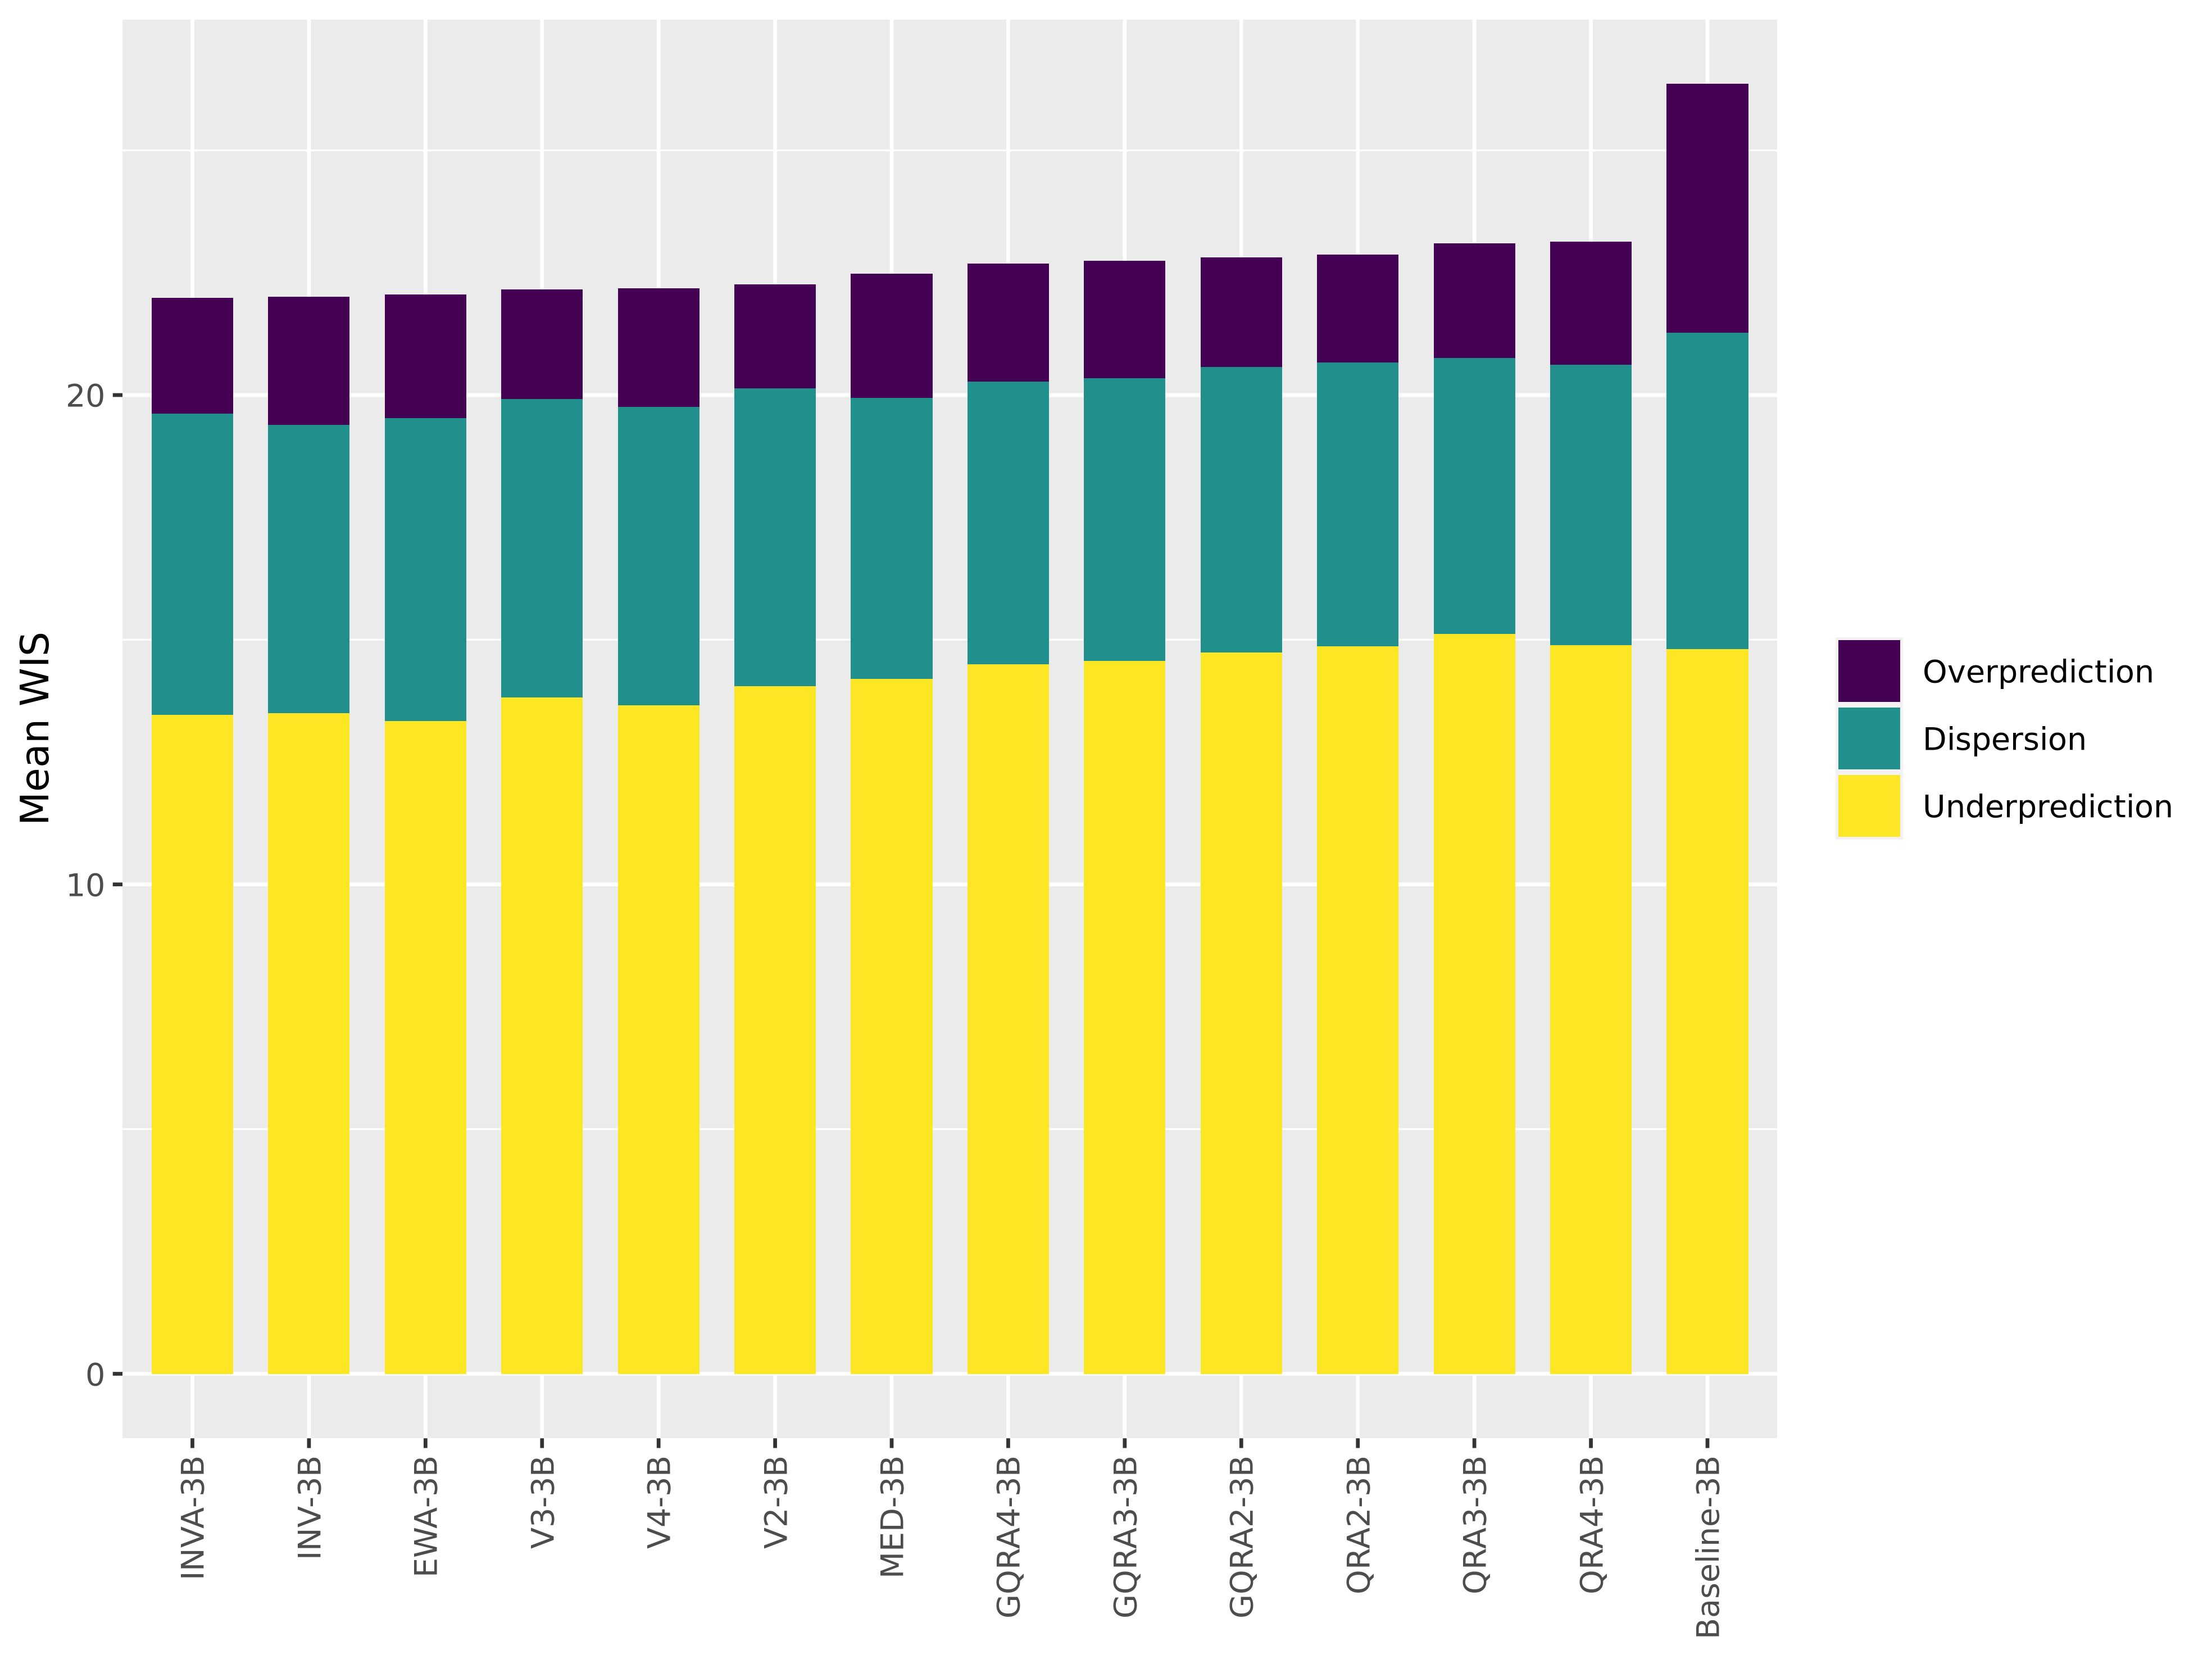 Mean WIS
20
10
0
INVA-3B
INV-3B
EWA-3B
V3-3B
V4-3B
V2-3B
MED-3B
GQRA4-3B
GQRA3-3B
GQRA2-3B
QRA2-3B
QRA3-3B
QRA4-3B
Baseline-3B
Overprediction
Dispersion
Underprediction